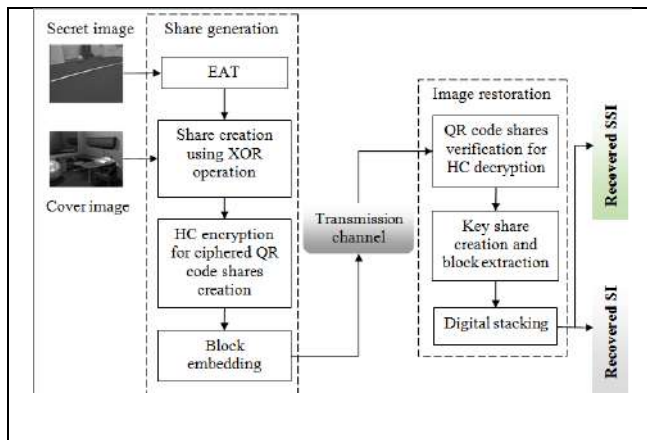 Secret image
Share generation
EAT
Share creation
using XOR
operation
Cover image
HC encryption
for ciphered QR
code shares
creation
Block
embedding
Transmission
channel
Image restoration
QR code shares
verification for
HC decryption
Key share
creation and
block extraction
Digital stacking
Recovered SSI
Recovered SI